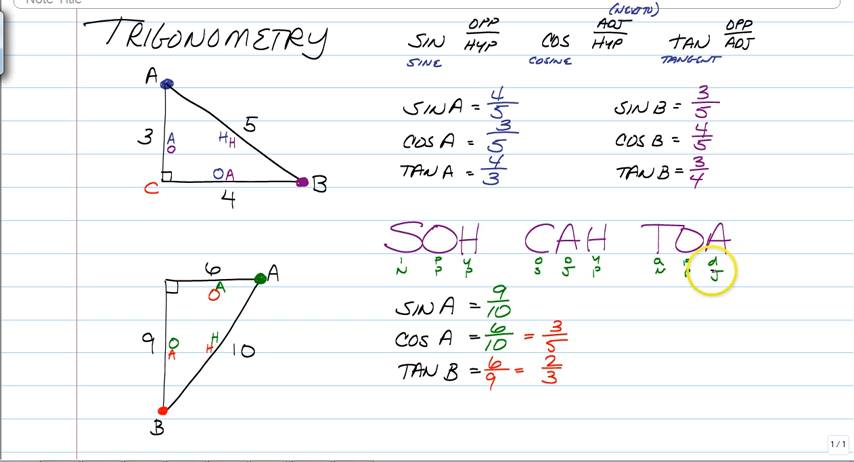 Note Title
TRIGONOMETRY
(NEXT TO)
SIN OPP/HYP COS ADJ/HYP TAN OPP/ADJ
SINE COSINE TANGENT
A
3 A O H H 5
C O A B
4
SIN A = 4/5 SIN B = 3/5
COS A = 3/5 COS B = 4/5
TAN A = 4/3 TAN B = 3/4
SOH CAH TOA
i p y o d y a p d
N P P S J P N P J
6 A
O A
9 O A H H 10
B
SIN A = 9/10
COS A = 6/10 = 3/5
TAN B = 6/9 = 2/3
1/1